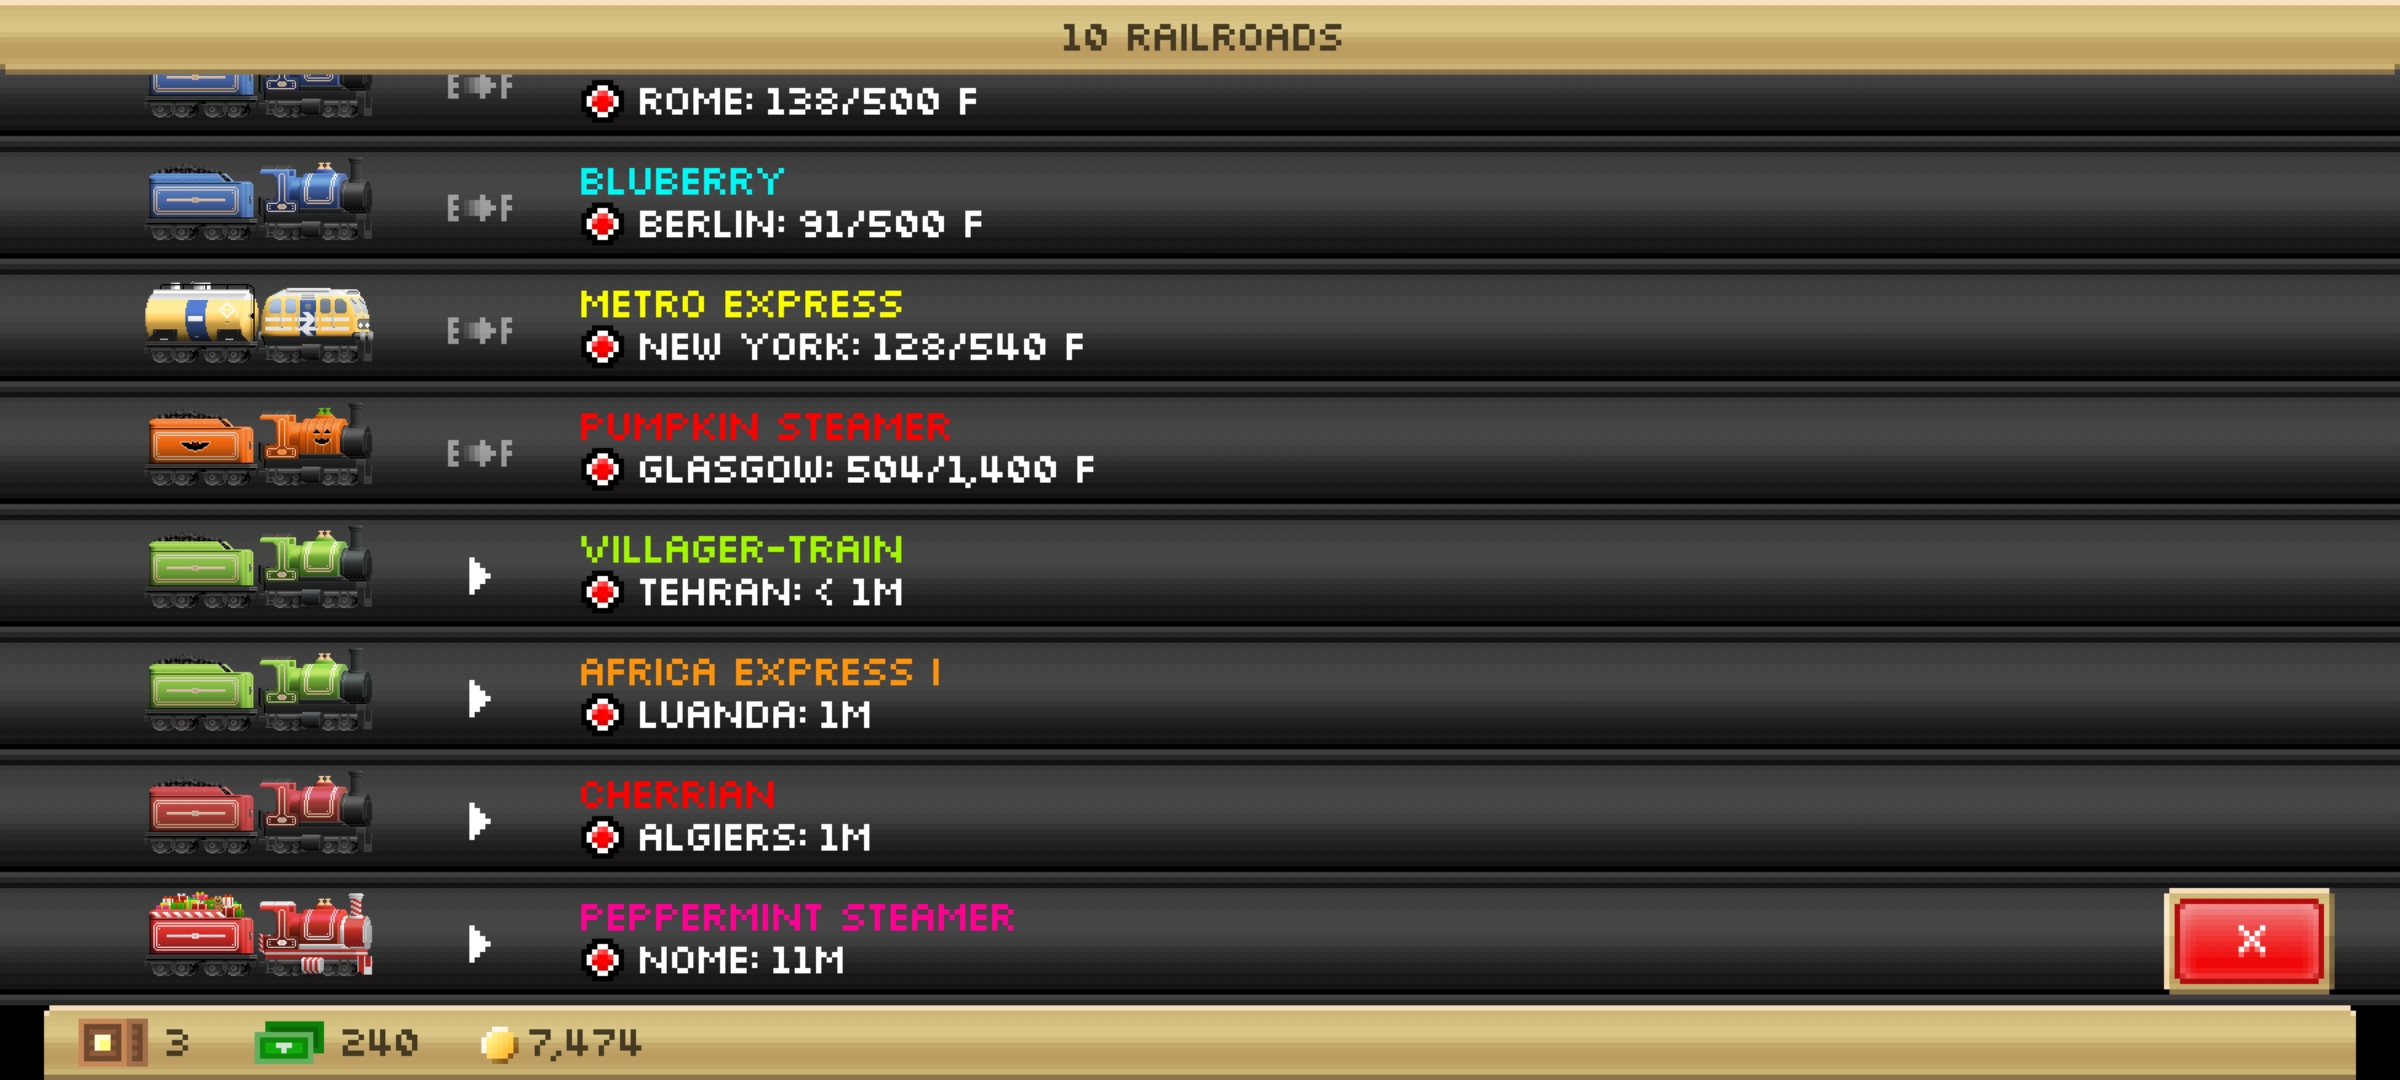 10 RAILROADS
E F
ROME: 138/500 F
BLUBERRY
E F
BERLIN: 91/500 F
METRO EXPRESS
E F
NEW YORK: 128/540 F
PUMPKIN STEAMER
E F
GLASGOW: 504/1,400 F
VILLAGER-TRAIN
TEHRAN: < 1M
AFRICA EXPRESS I
LUANDA: 1M
CHERRIAN
ALGIERS: 1M
PEPPERMINT STEAMER
NOME: 11M
X
3 240 7,474